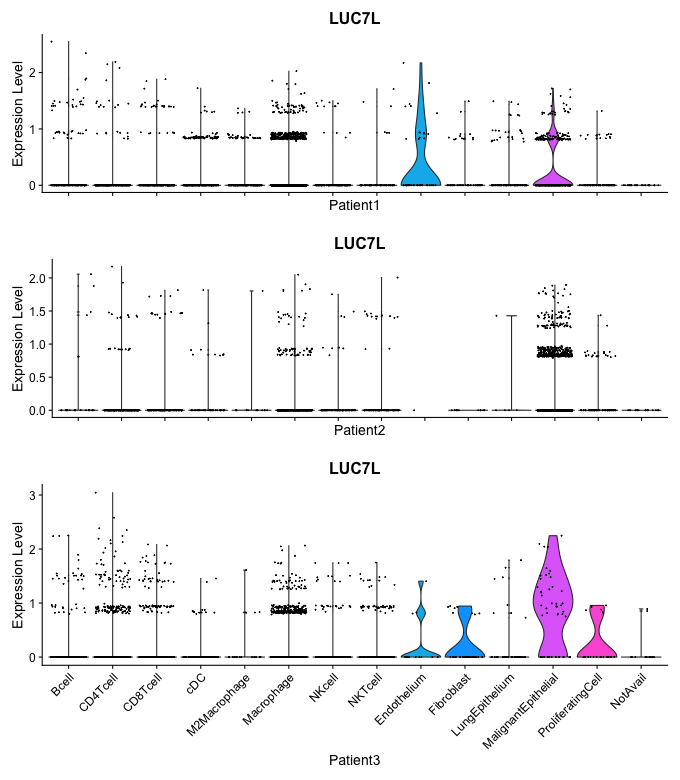 LUC7L
Expression Level
2
1
0
Patient1
LUC7L
Expression Level
2.0
1.5
1.0
0.5
0.0
Patient2
LUC7L
Expression Level
3
2
1
0
Bcell
CD4Tcell
CD8Tcell
cDC
M2Macrophage
Macrophage
NKcell
NKTcell
Endothelium
Fibroblast
LungEpithelium
MalignantEpithelial
ProliferatingCell
NotAvail
Patient3